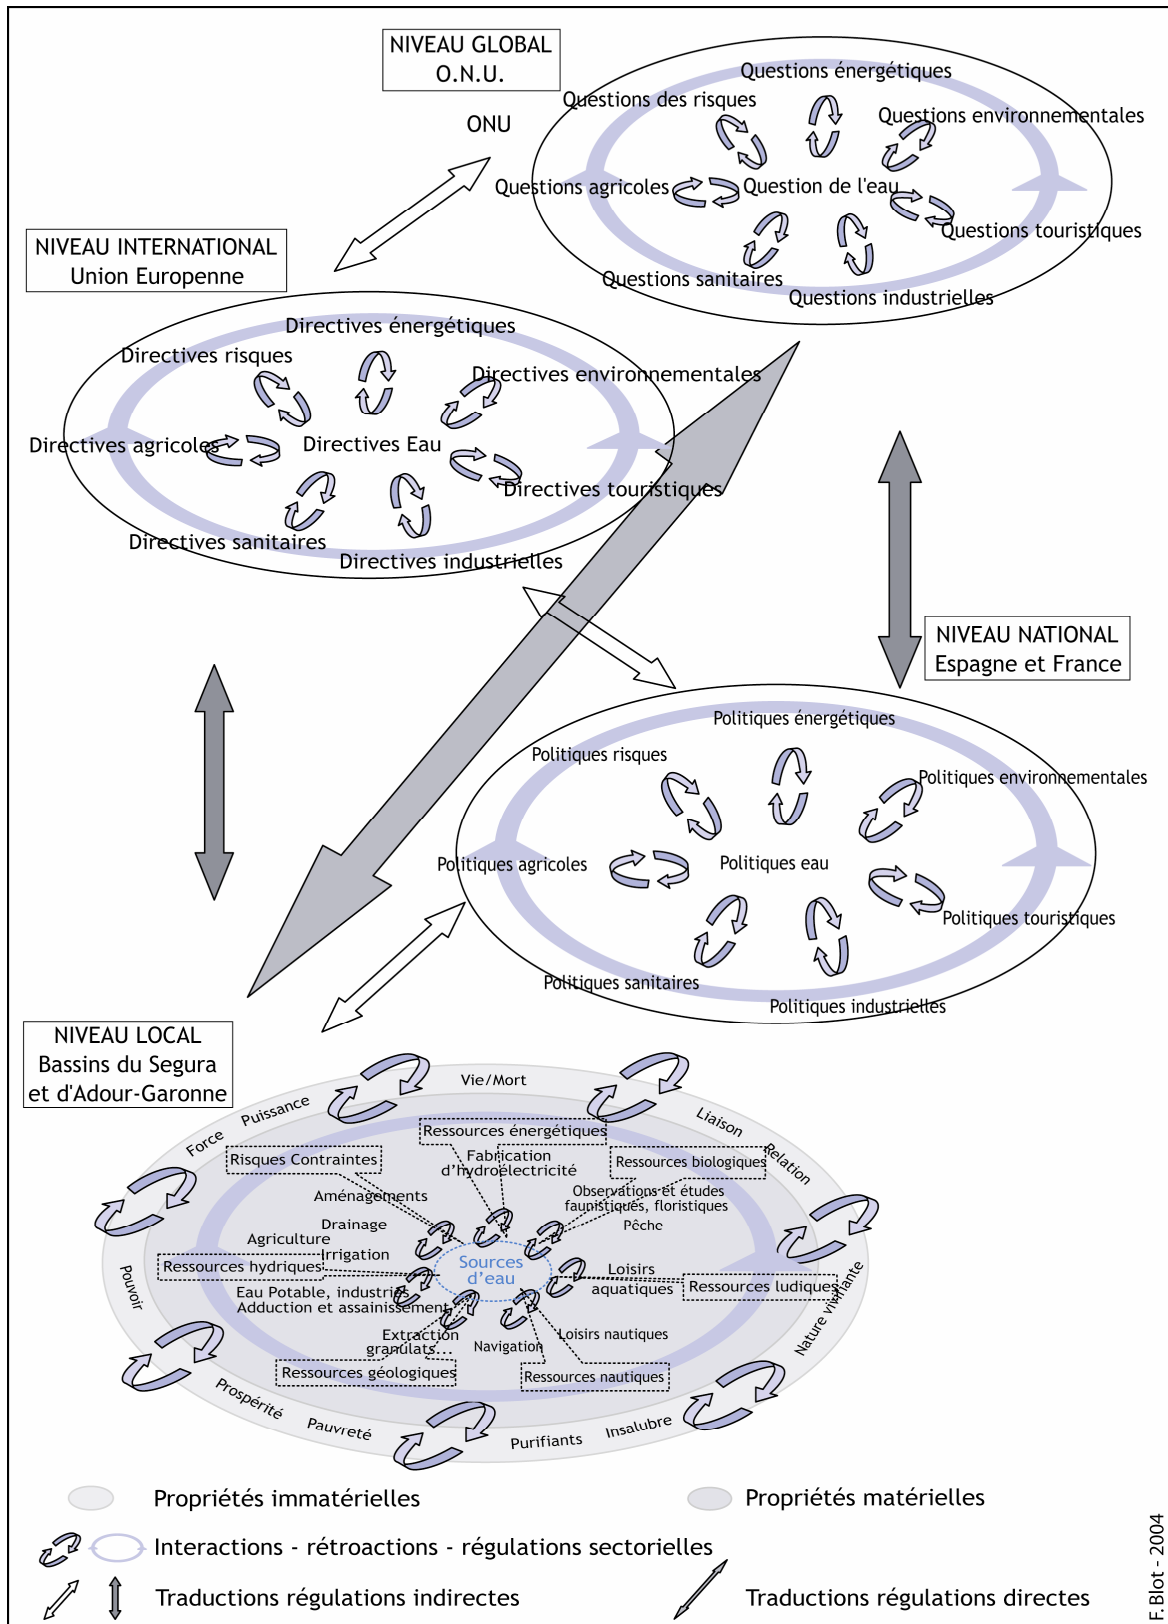 NIVEAU GLOBAL
O.N.U.
ONU
Questions énergétiques
Questions des risques
Questions environnementales
Questions agricoles
Question de l'eau
Questions touristiques
Questions sanitaires
Questions industrielles
NIVEAU INTERNATIONAL
Union Europenne
Directives énergétiques
Directives risques
Directives environnementales
Directives agricoles
Directives Eau
Directives touristiques
Directives sanitaires
Directives industrielles
NIVEAU NATIONAL
Espagne et France
Politiques énergétiques
Politiques risques
Politiques environnementales
Politiques agricoles
Politiques eau
Politiques touristiques
Politiques sanitaires
Politiques industrielles
NIVEAU LOCAL
Bassins du Segura
et d'Adour-Garonne
Vie/Mort
Puissance
Force
Liaison
Relation
Pouvoir
Nature vivifiante
Prospérité
Pauvreté
Purifiants
Insalubre
Ressources énergétiques
Fabrication
d'hydroélectricité
Risques Contraintes
Aménagements
Drainage
Ressources biologiques
Observations et études
faunistiques, floristiques
Pêche
Agriculture
Irrigation
Ressources hydriques
Eau Potable, industries
Adduction et assainissement
Sources
d'eau
Loisirs
aquatiques
Ressources ludiques
Extraction
granulats...
Ressources géologiques
Navigation
Loisirs nautiques
Ressources nautiques
Propriétés immatérielles
Propriétés matérielles
Interactions - rétroactions - régulations sectorielles
Traductions régulations indirectes
Traductions régulations directes
F. Blot - 2004